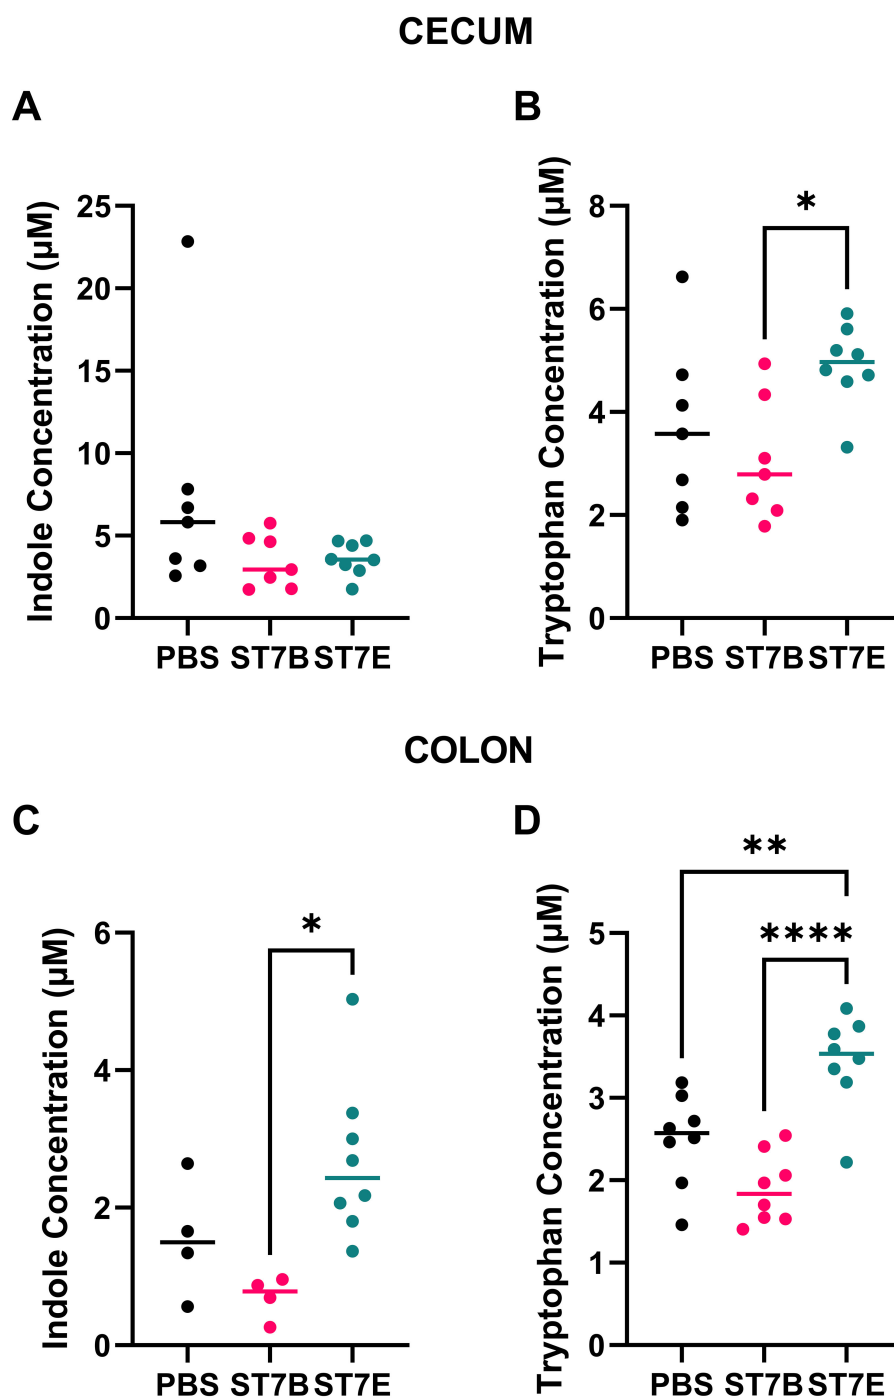 CECUM
A
Indole Concentration (µM)
25
20
15
10
5
0
PBS ST7B ST7E
B
Tryptophan Concentration (µM)
8
6
4
2
0
*
PBS ST7B ST7E
COLON
C
Indole Concentration (µM)
6
4
2
0
*
PBS ST7B ST7E
D
Tryptophan Concentration (µM)
5
4
3
2
1
0
**
****
PBS ST7B ST7E